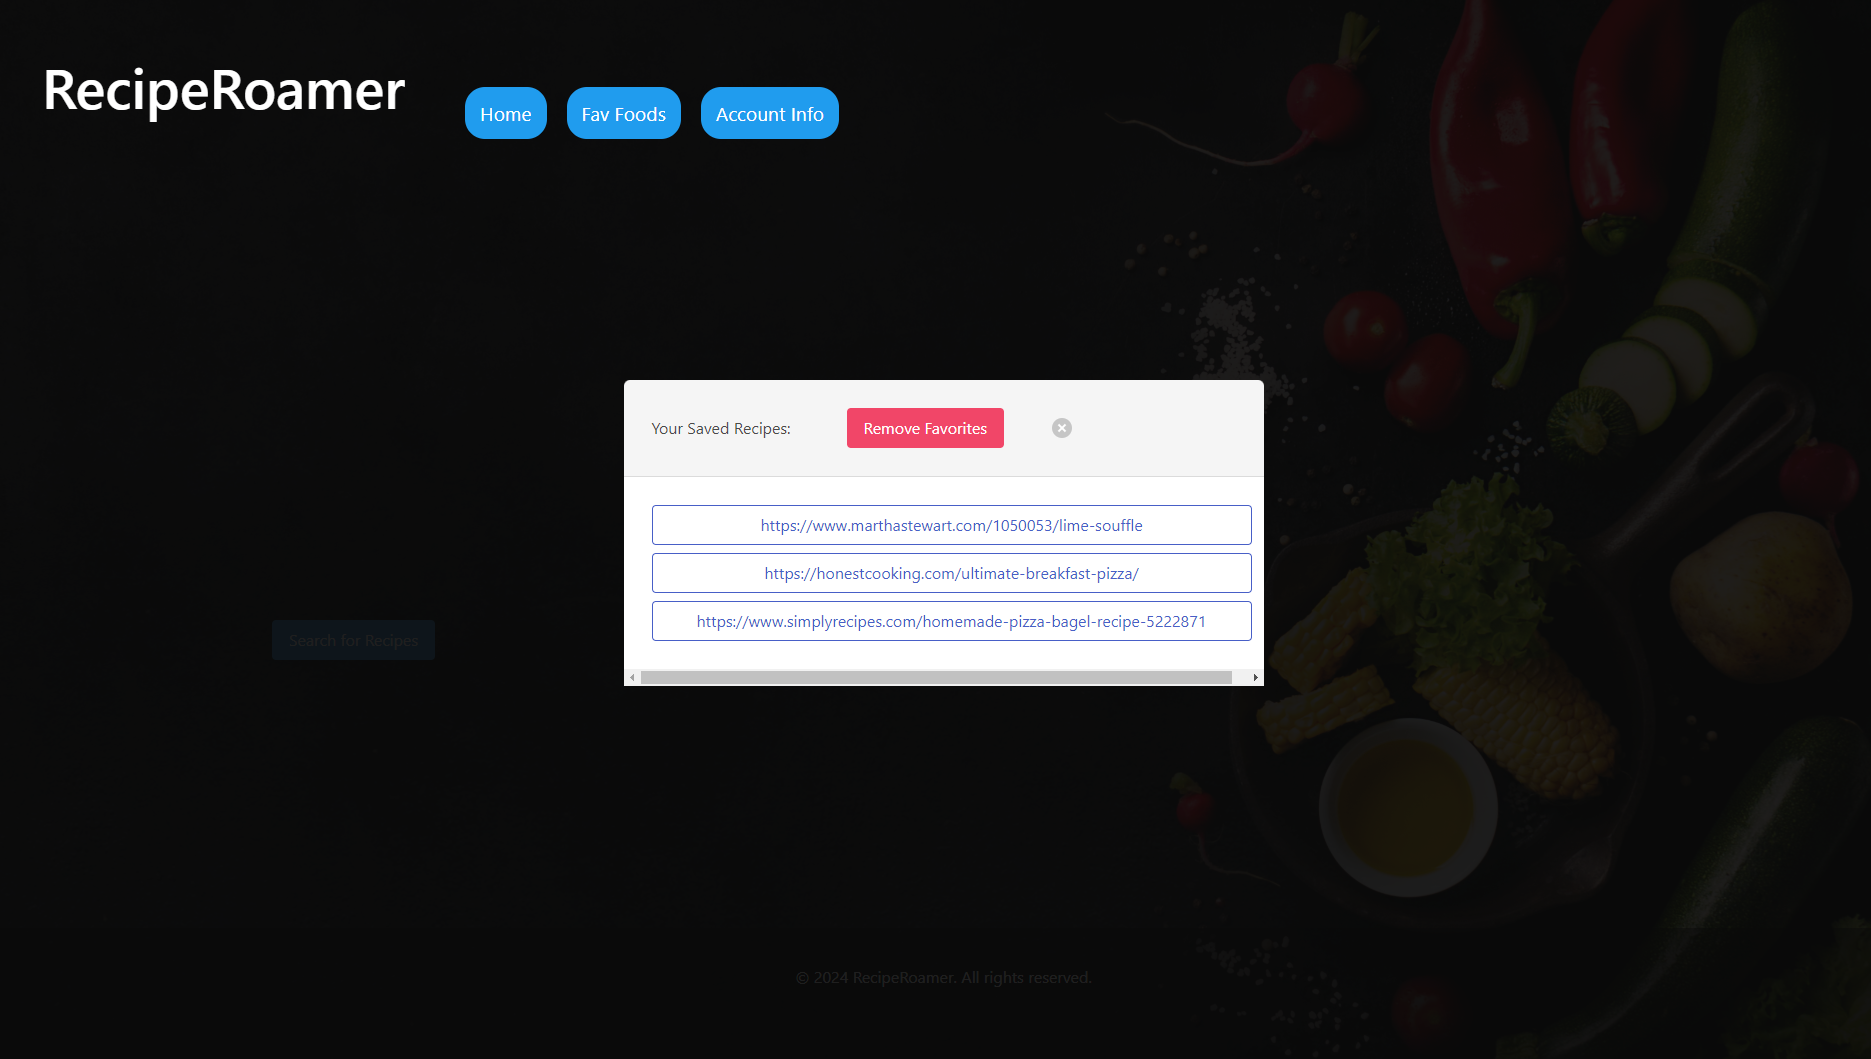 RecipeRoamer
Home
Fav Foods
Account Info
Your Saved Recipes:
Remove Favorites
https://www.marthastewart.com/1050053/lime-souffle
https://honestcooking.com/ultimate-breakfast-pizza/
https://www.simplyrecipes.com/homemade-pizza-bagel-recipe-5222871
Search for Recipes
© 2024 RecipeRoamer. All rights reserved.